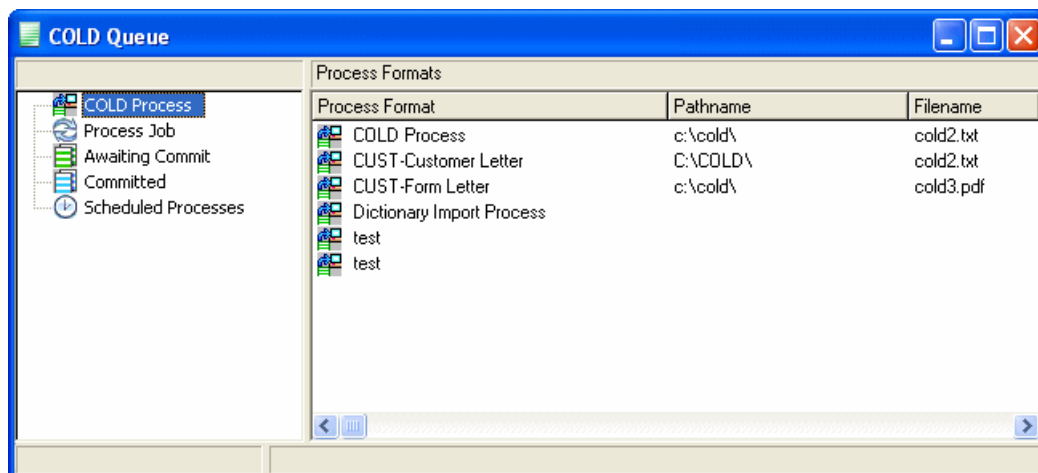 COLD Queue
Process Formats
COLD Process
Process Job
Awaiting Commit
Committed
Scheduled Processes
Process Format Pathname Filename
COLD Process c:\cold\ cold2.txt
CUST-Customer Letter C:\COLD\ cold2.txt
CUST-Form Letter c:\cold\ cold3.pdf
Dictionary Import Process
test
test